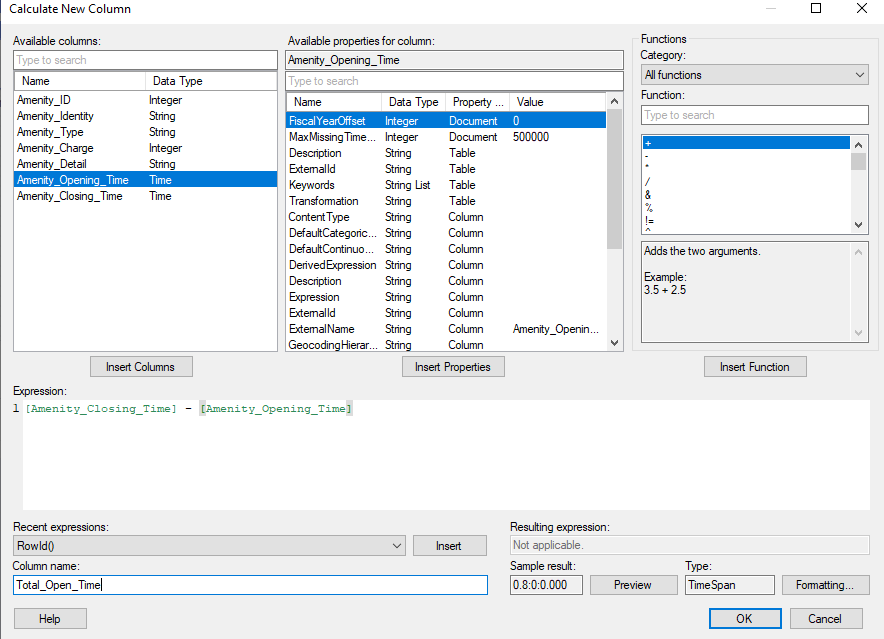 Calculate New Column
Available columns:
Type to search
Name Data Type
Amenity_ID Integer
Amenity_Identity String
Amenity_Type String
Amenity_Charge Integer
Amenity_Detail String
Amenity_Opening_Time Time
Amenity_Closing_Time Time
Insert Columns
Available properties for column:
Amenity_Opening_Time
Type to search
Name Data Type Property ... Value
FiscalYearOffset Integer Document 0
MaxMissingTime... Integer Document 500000
Description String Table
ExternalId String Table
Keywords String List Table
Transformation String Table
ContentType String Column
DefaultCategoric... String Column
DefaultContinuo... String Column
DerivedExpression String Column
Description String Column
Expression String Column
ExternalId String Column
ExternalName String Column Amenity_Openin...
GeocodingHierar... String Column
Insert Properties
Functions
Category:
All functions
Function:
Type to search
+
-
*
/
&
%
!=
^
Adds the two arguments.
Example:
3.5 + 2.5
Insert Function
Expression:
1 [Amenity_Closing_Time] - [Amenity_Opening_Time]
Recent expressions:
RowId()
Insert
Column name:
Total_Open_Time
Resulting expression:
Not applicable.
Sample result:
0.8:0:0.000
Preview
Type:
TimeSpan
Formatting...
Help
OK
Cancel